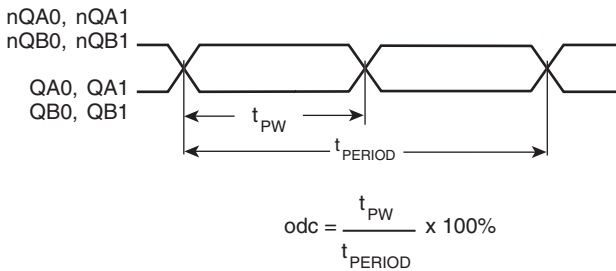 nQA0, nQA1
nQB0, nQB1
QA0, QA1
QB0, QB1
tPW
tPERIOD
odc = tPW / tPERIOD x 100%